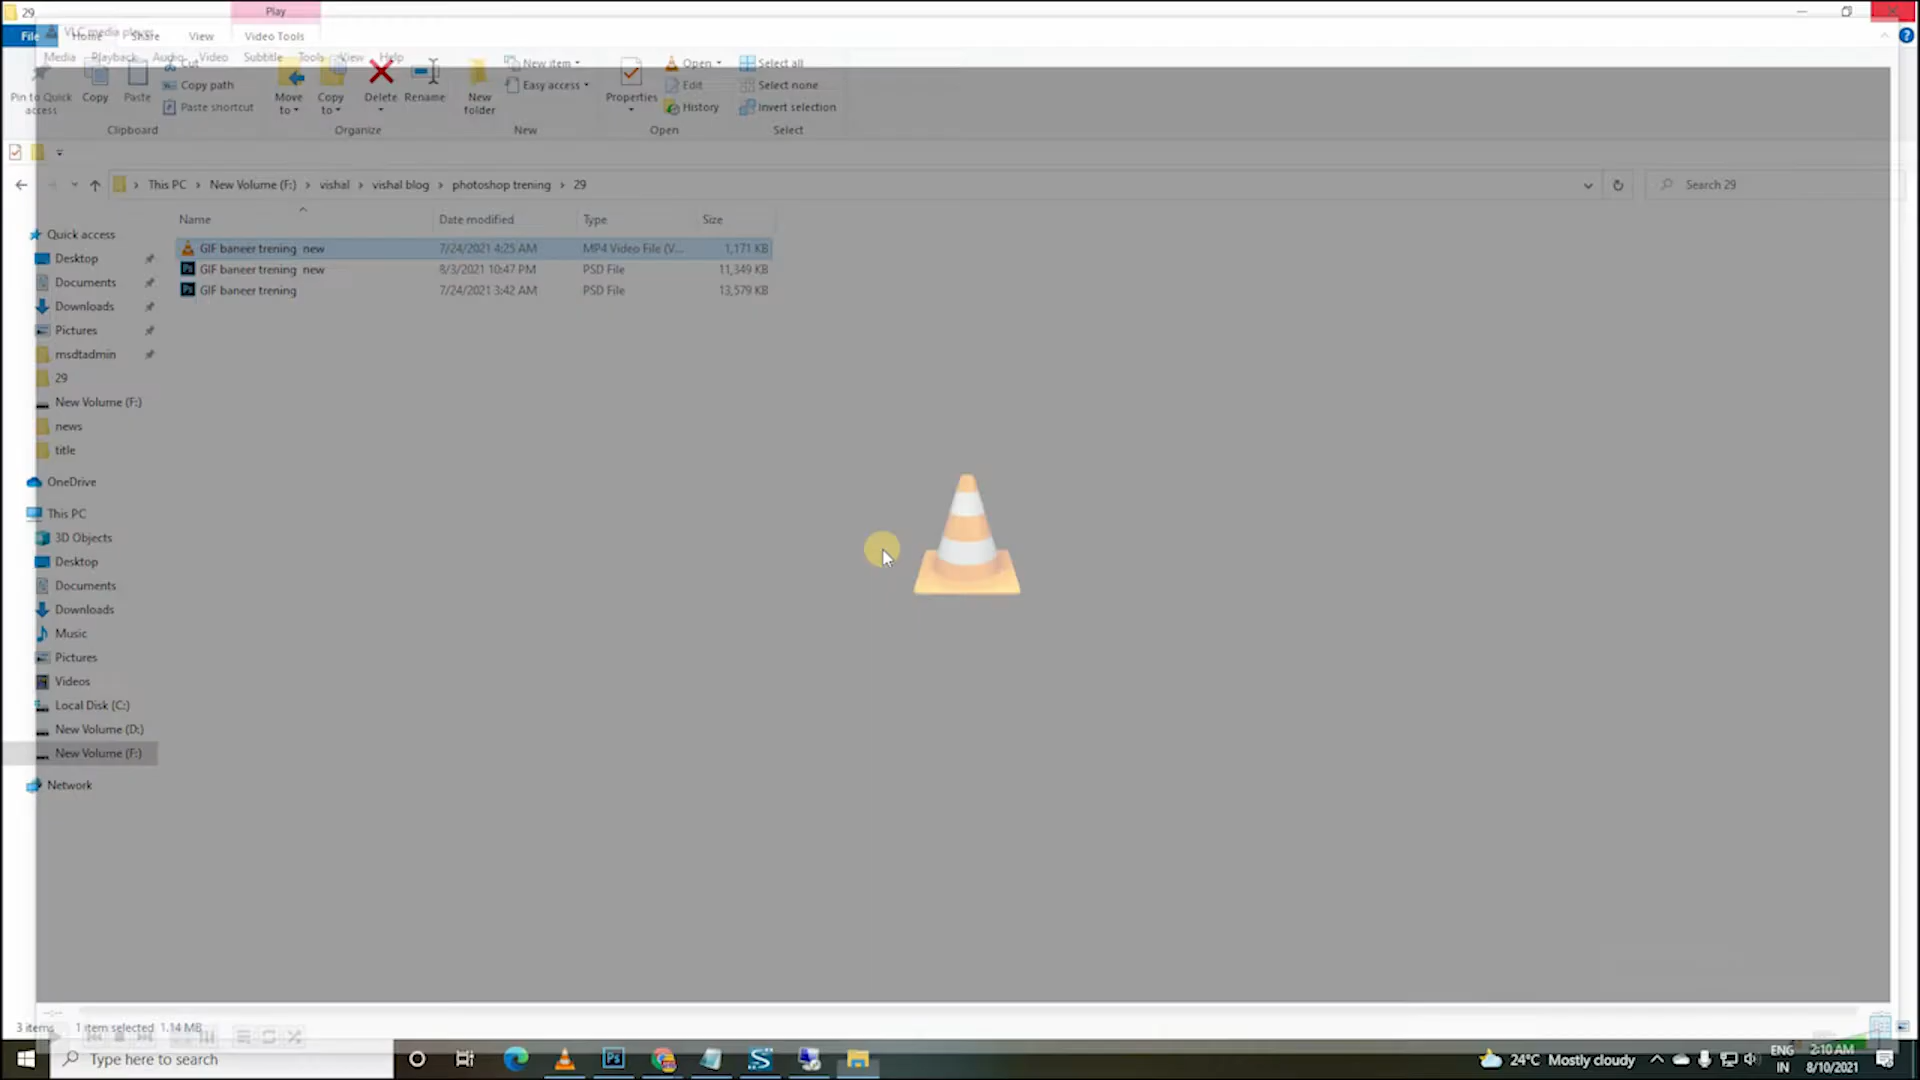 29
Play
VLC media player
File Home Share View Video Tools
Media Playback Audio Video Subtitle Tools View Help
Pin to Quick access
Copy
Paste
Cut
Copy path
Paste shortcut
Clipboard
Move to
Copy to
Delete
Rename
Organize
New folder
New item
Easy access
New
Properties
Open
Edit
History
Open
Select all
Select none
Invert selection
Select
This PC > New Volume (F:) > vishal > vishal blog > photoshop trening > 29
Search 29
Name Date modified Type Size
GIF baneer trening new 7/24/2021 4:25 AM MP4 Video File (V... 1,171 KB
Ps GIF baneer trening new 8/3/2021 10:47 PM PSD File 11,349 KB
Ps GIF baneer trening 7/24/2021 3:42 AM PSD File 13,579 KB
Quick access
Desktop
Documents
Downloads
Pictures
msdtadmin
29
New Volume (F:)
news
title
OneDrive
This PC
3D Objects
Desktop
Documents
Downloads
Music
Pictures
Videos
Local Disk (C:)
New Volume (D:)
New Volume (F:)
Network
--:--
3 items 1 item selected 1.14 MB
Type here to search
Ps
24°C Mostly cloudy
ENG
IN
2:10 AM
8/10/2021